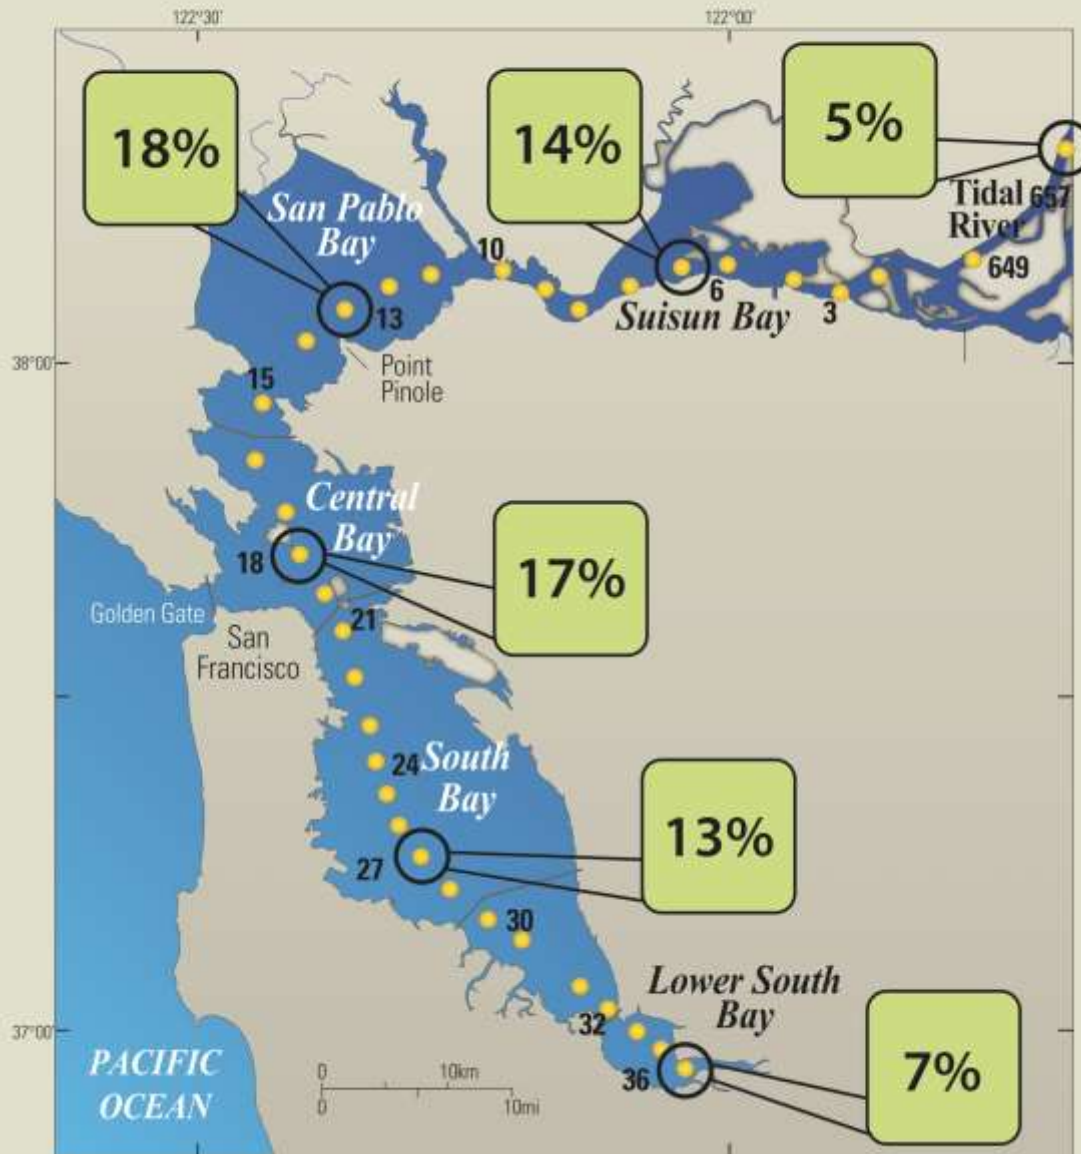 122°30'
122°00'
18%
14%
5%
San Pablo
Bay
Tidal
River
657
10
649
6
Suisun Bay
3
13
38°00'
Point
Pinole
15
Central
Bay
18
17%
Golden Gate
21
San
Francisco
24
South
Bay
13%
27
30
Lower South
Bay
32
37°00'
PACIFIC
OCEAN
0
10km
0
10mi
36
7%